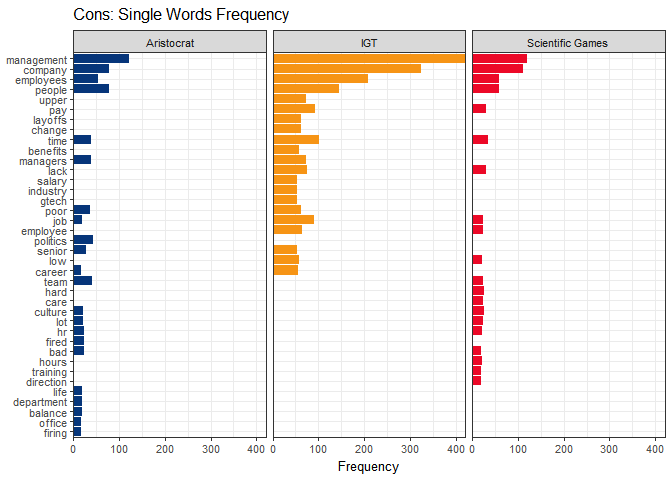 Cons: Single Words Frequency
Aristocrat IGT Scientific Games
management
company
employees
people
upper
pay
layoffs
change
time
benefits
managers
lack
salary
industry
gtech
poor
job
employee
politics
senior
low
career
team
hard
care
culture
lot
hr
fired
bad
hours
training
direction
life
department
balance
office
firing
0 100 200 300 400 0 100 200 300 400 0 100 200 300 400
Frequency